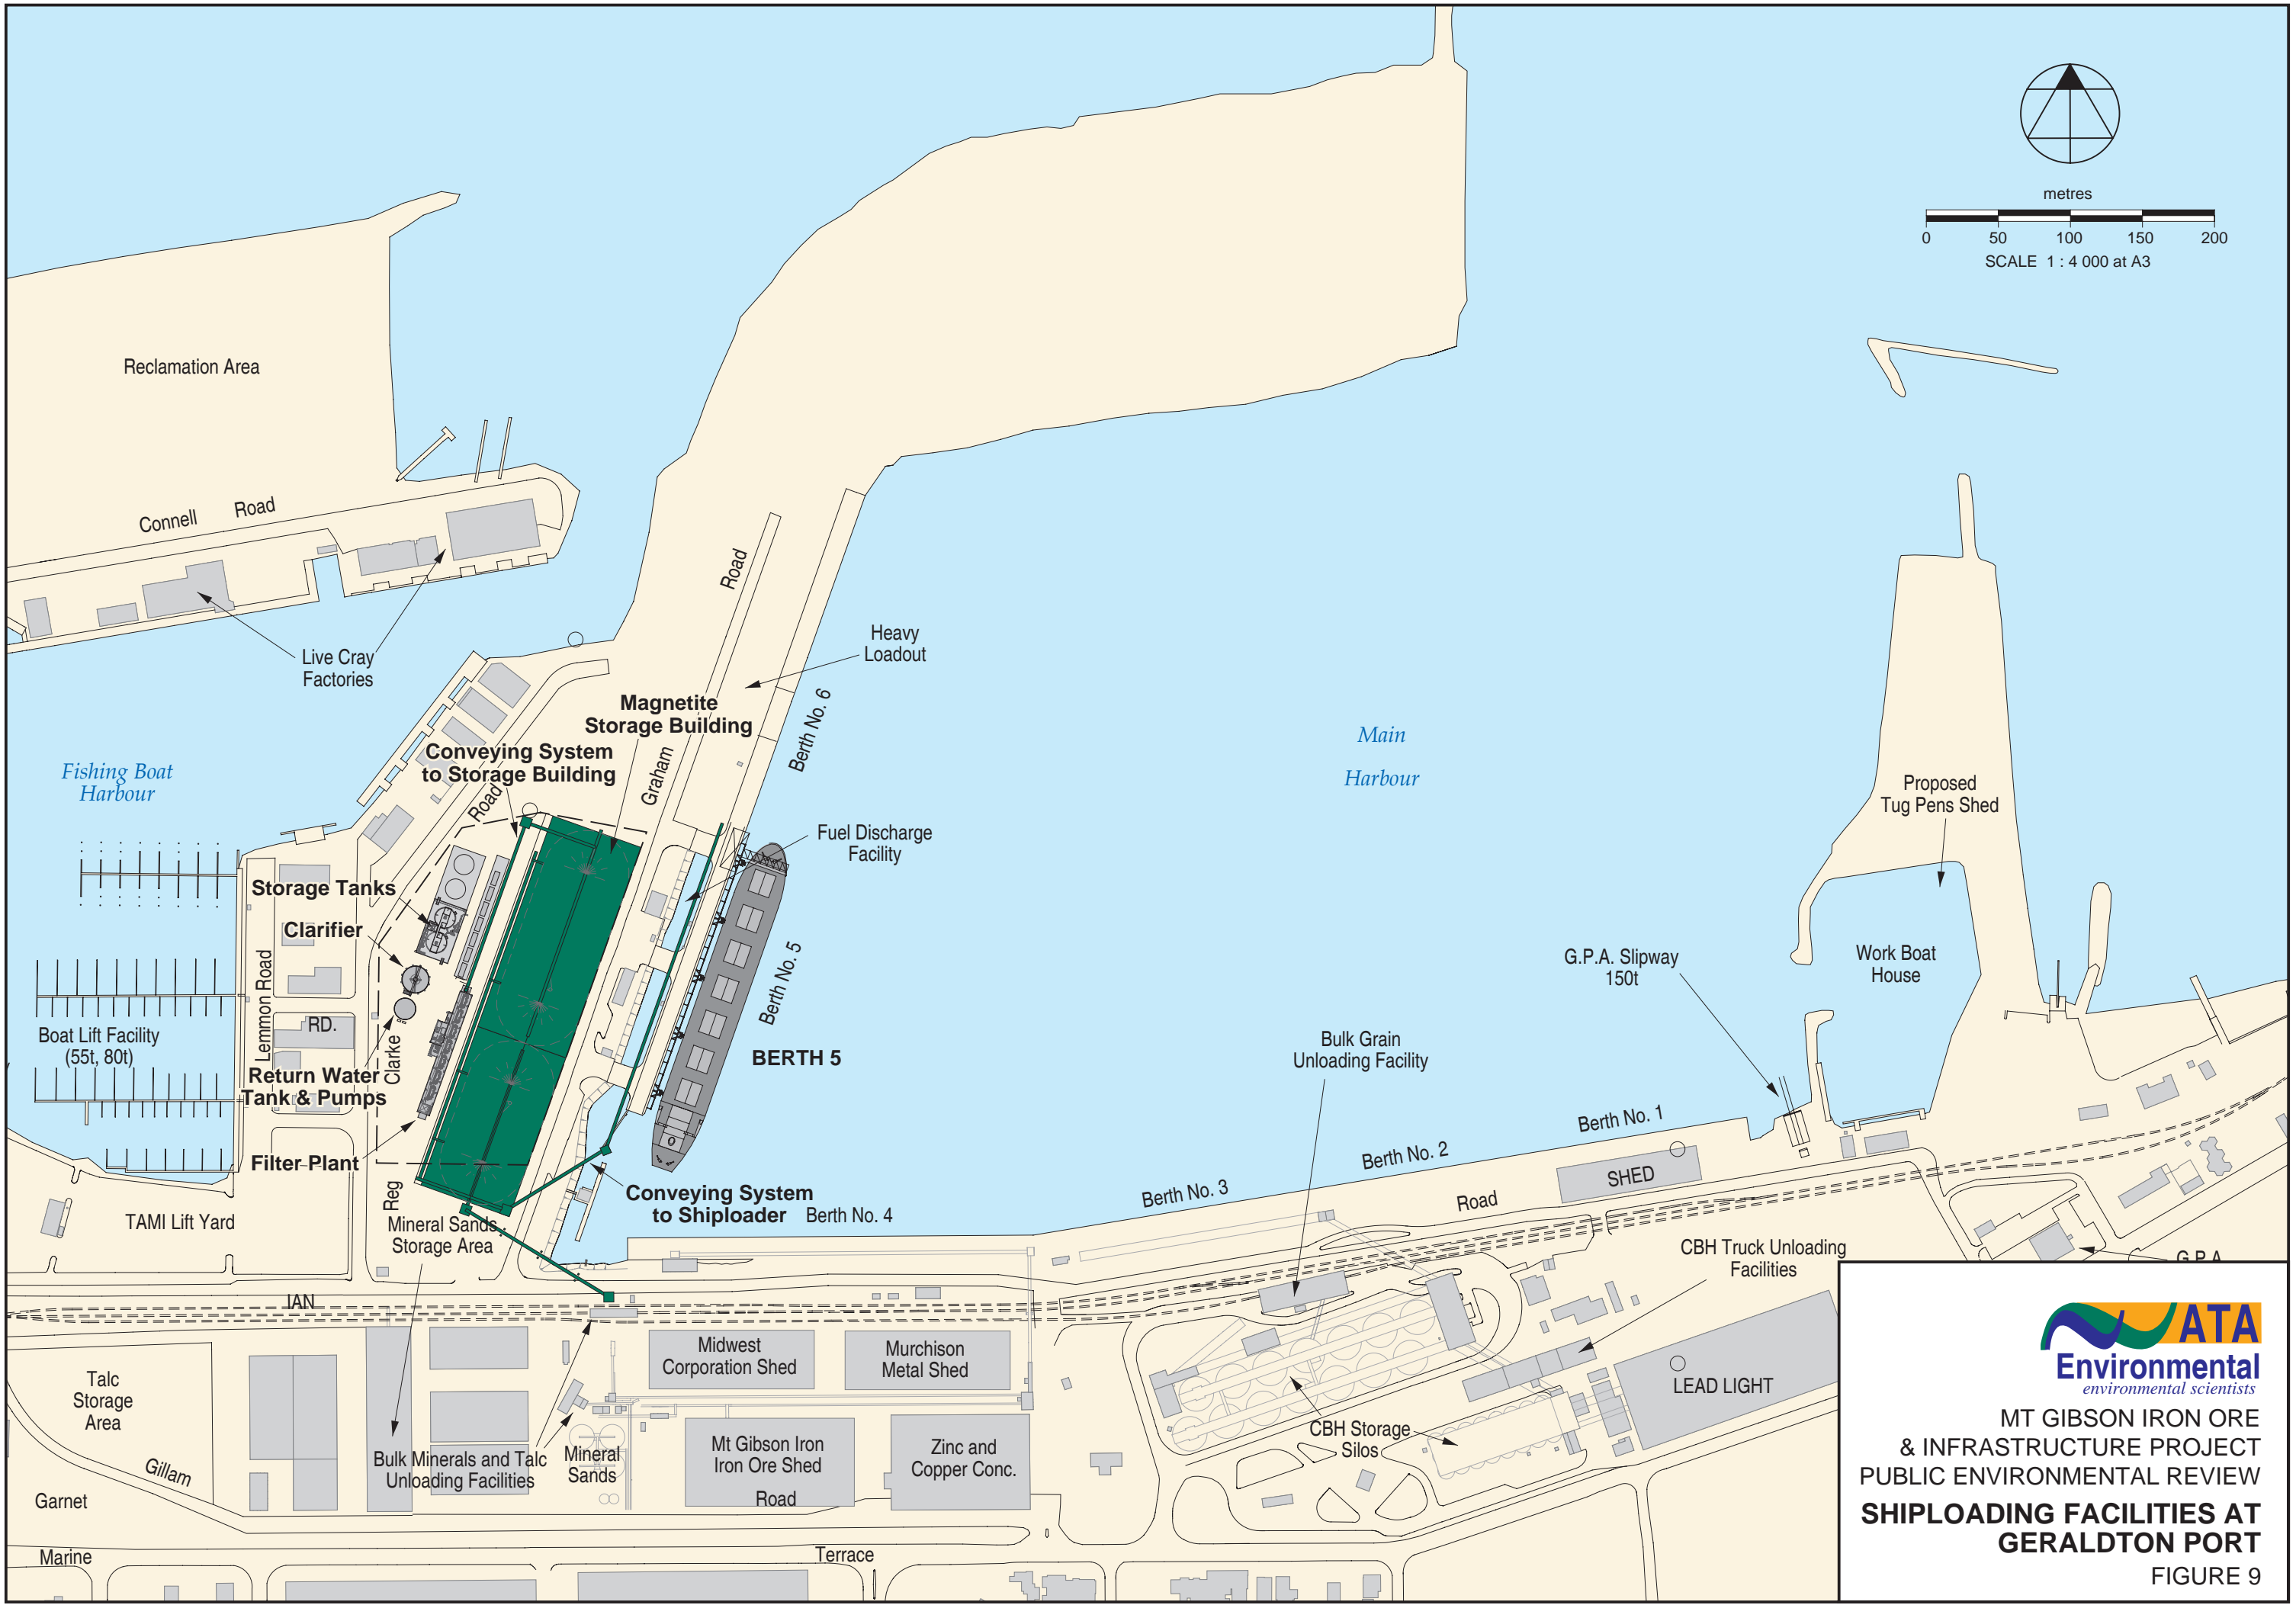 metres
0 50 100 150 200
SCALE 1 : 4 000 at A3
Reclamation Area
Connell Road
Live Cray
Factories
Road
Heavy
Loadout
Magnetite
Storage Building
Berth No. 6
Conveying System
to Storage Building
Fishing Boat
Harbour
Main
Harbour
Road
Graham
Proposed
Tug Pens Shed
Fuel Discharge
Facility
Storage Tanks
Clarifier
Lemmon Road
Berth No. 5
G.P.A. Slipway
150t
Work Boat
House
RD.
Boat Lift Facility
(55t, 80t)
Clarke
Return Water
Tank & Pumps
BERTH 5
Bulk Grain
Unloading Facility
Berth No. 1
Berth No. 2
Berth No. 3
Filter Plant
SHED
Reg
Conveying System
to Shiploader
Berth No. 4
Road
TAMI Lift Yard
Mineral Sands
Storage Area
CBH Truck Unloading
Facilities
G.P.A.
IAN
Midwest
Corporation Shed
Murchison
Metal Shed
Talc
Storage
Area
LEAD LIGHT
CBH Storage
Silos
Bulk Minerals and Talc
Unloading Facilities
Mineral
Sands
Mt Gibson Iron
Iron Ore Shed
Zinc and
Copper Conc.
Gillam
Road
Garnet
Marine
Terrace
ATA
Environmental
environmental scientists
MT GIBSON IRON ORE
& INFRASTRUCTURE PROJECT
PUBLIC ENVIRONMENTAL REVIEW
SHIPLOADING FACILITIES AT
GERALDTON PORT
FIGURE 9